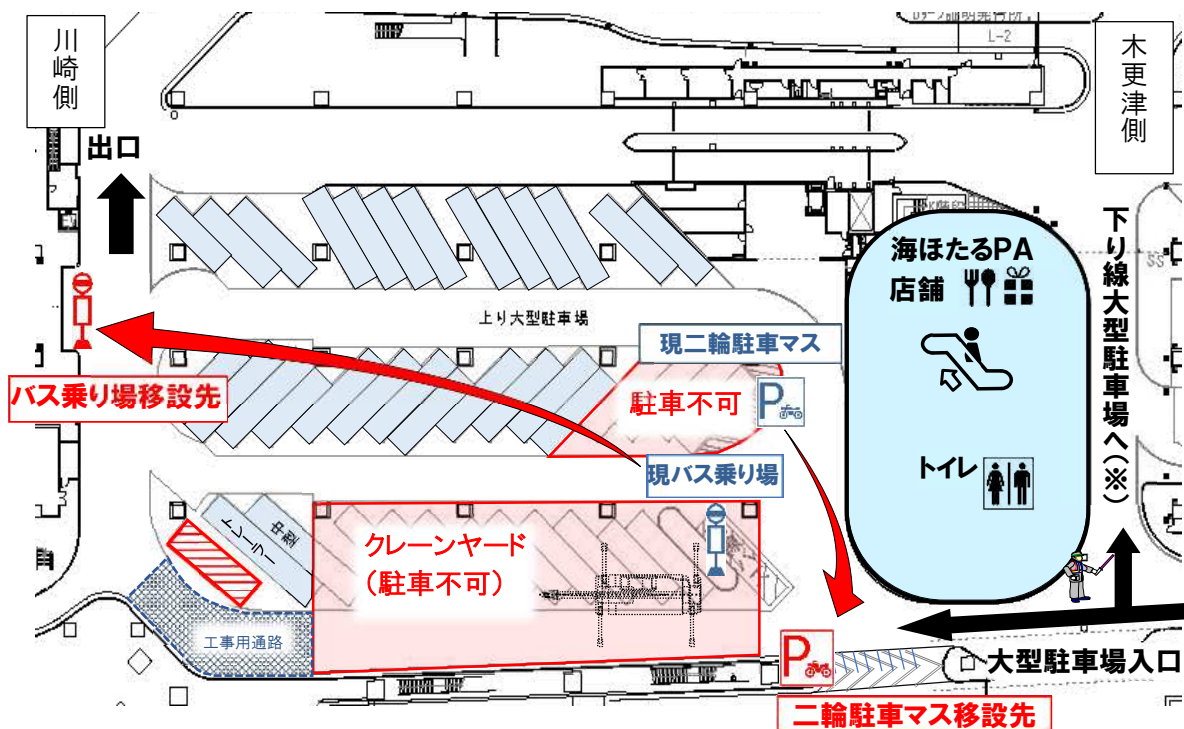 川崎側
出口
L-2
木更津側
海ほたるPA
店舗
下り線大型駐車場へ(※)
上り大型駐車場
現二輪駐車マス
バス乗り場移設先
駐車不可
P
現バス乗り場
トイレ
トレーラー
中型
クレーンヤード
(駐車不可)
工事用通路
P
大型駐車場入口
二輪駐車マス移設先